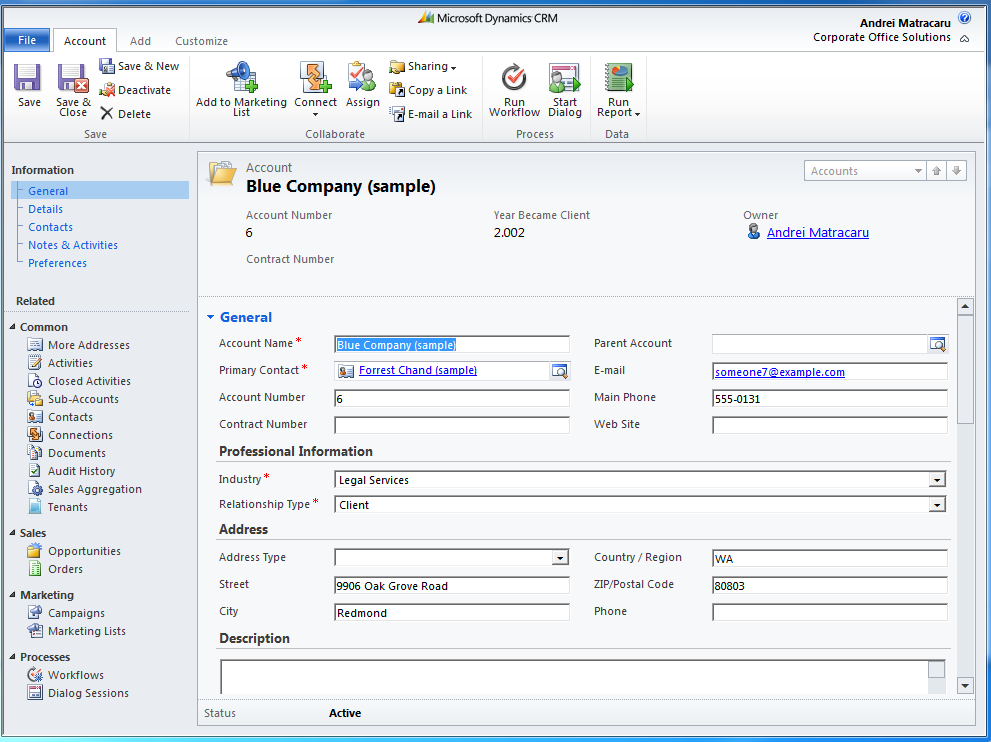 Microsoft Dynamics CRM
Andrei Matracaru
Corporate Office Solutions
File
Account
Add
Customize
Save
Save & Close
Save & New
Deactivate
Delete
Save
Add to Marketing List
Connect
Assign
Sharing
Copy a Link
E-mail a Link
Collaborate
Run Workflow
Start Dialog
Process
Run Report
Data
Information
General
Details
Contacts
Notes & Activities
Preferences
Related
Common
More Addresses
Activities
Closed Activities
Sub-Accounts
Contacts
Connections
Documents
Audit History
Sales Aggregation
Tenants
Sales
Opportunities
Orders
Marketing
Campaigns
Marketing Lists
Processes
Workflows
Dialog Sessions
Account
Blue Company (sample)
Accounts
Account Number
6
Year Became Client
2.002
Owner
Andrei Matracaru
Contract Number
General
Account Name *
Blue Company (sample)
Parent Account
Primary Contact *
Forrest Chand (sample)
E-mail
someone7@example.com
Account Number
6
Main Phone
555-0131
Contract Number
Web Site
Professional Information
Industry *
Legal Services
Relationship Type *
Client
Address
Address Type
Country / Region
WA
Street
9906 Oak Grove Road
ZIP/Postal Code
80803
City
Redmond
Phone
Description
Status
Active